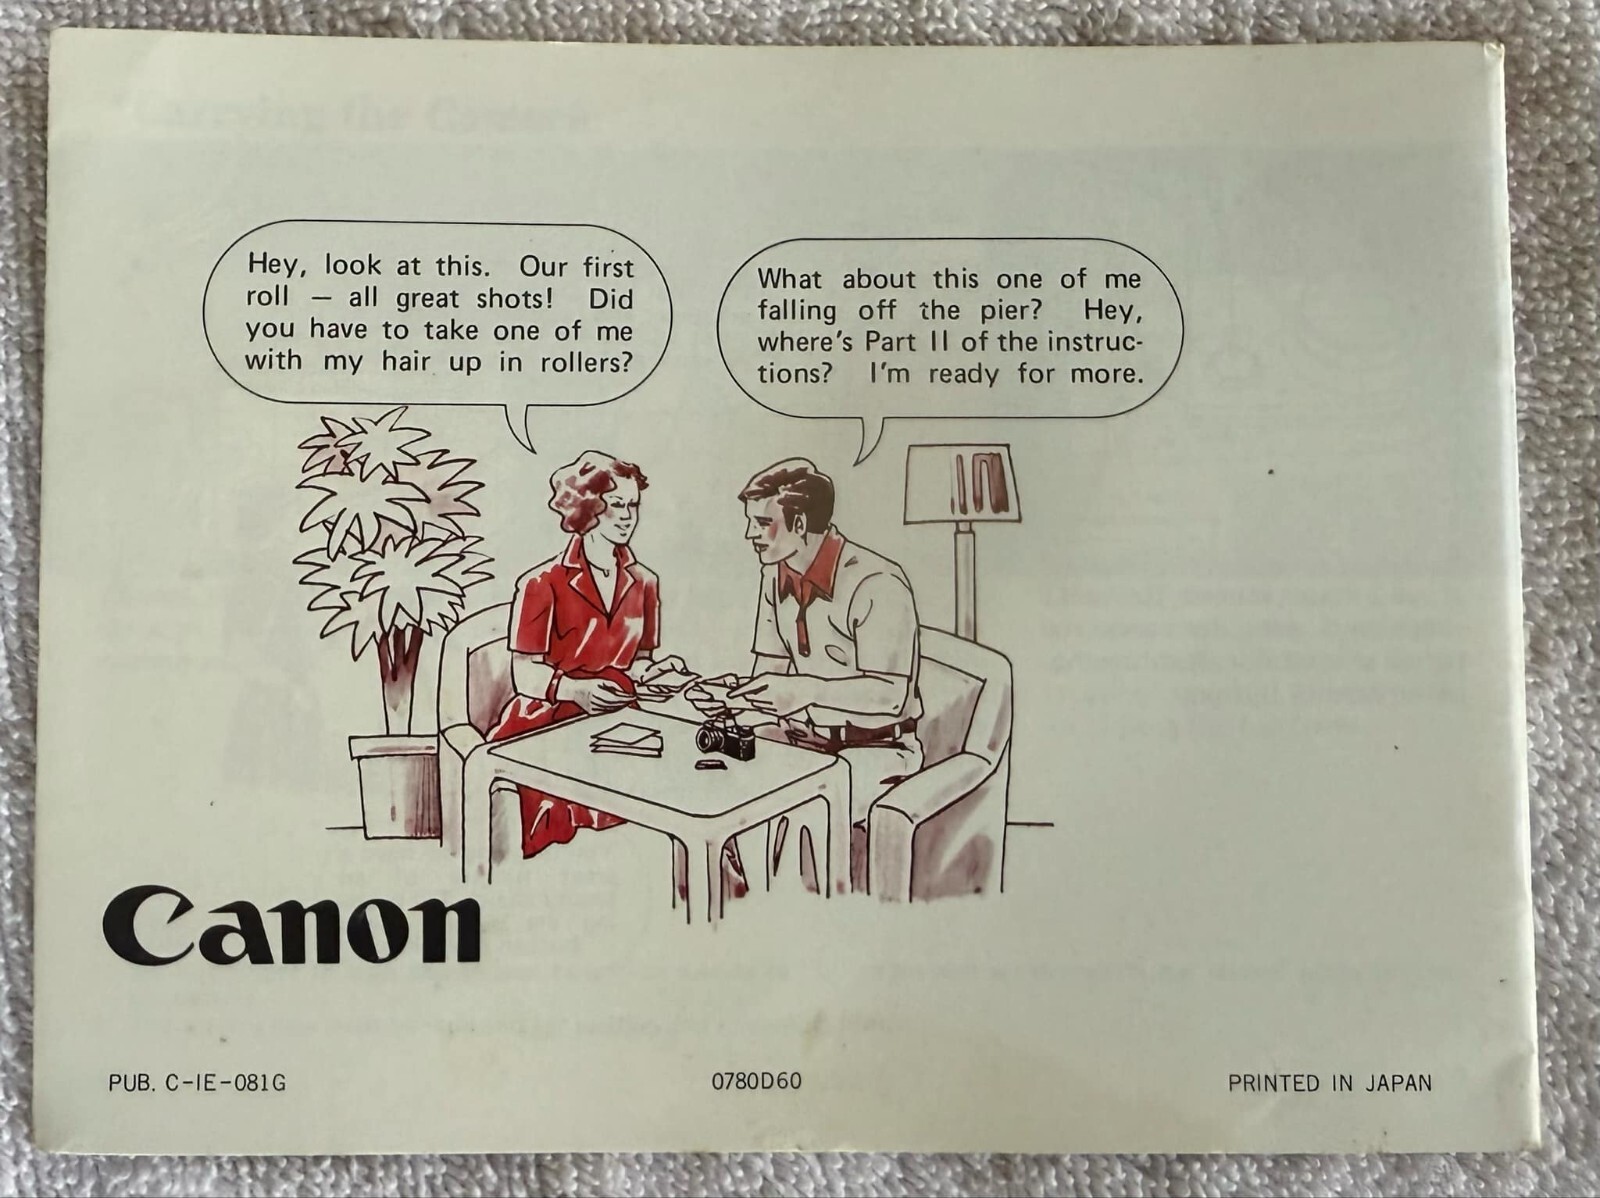 Hey, look at this. Our first
roll — all great shots! Did
you have to take one of me
with my hair up in rollers?
What about this one of me
falling off the pier? Hey,
where's Part II of the instruc-
tions? I'm ready for more.
Canon
PUB. C-IE-081G
0780D60
PRINTED IN JAPAN